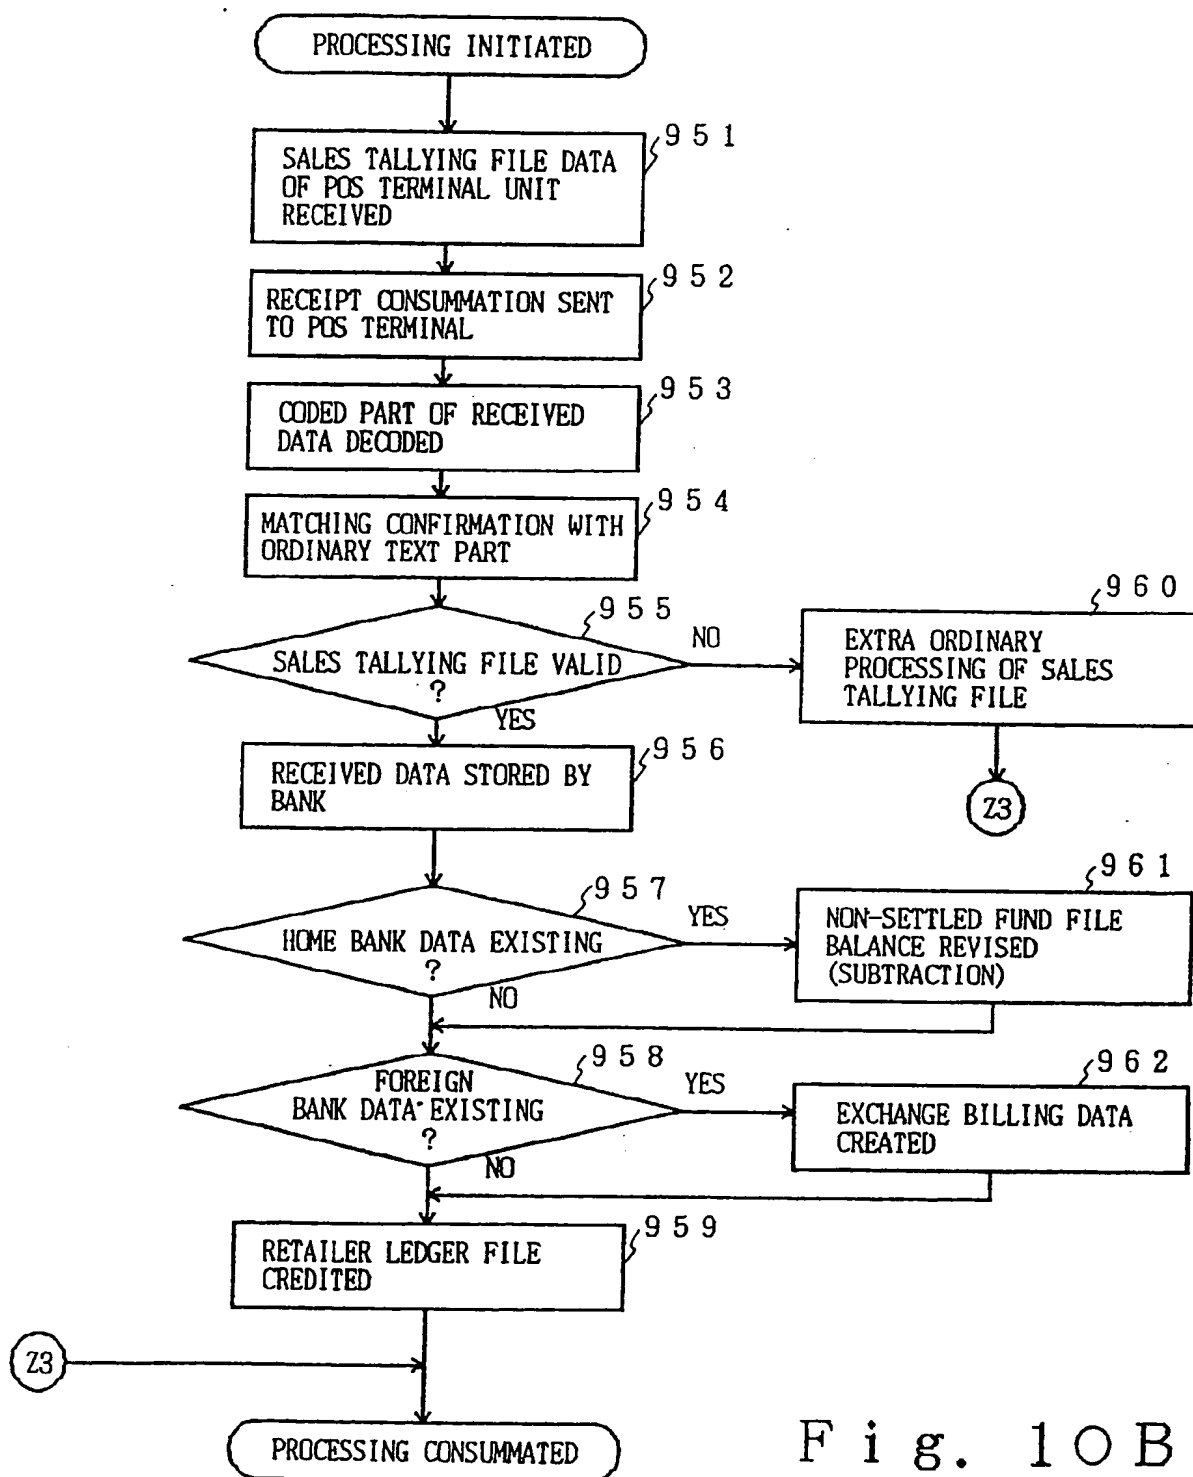 PROCESSING INITIATED
951
SALES TALLYING FILE DATA
OF POS TERMINAL UNIT
RECEIVED
952
RECEIPT CONSUMMATION SENT
TO POS TERMINAL
953
CODED PART OF RECEIVED
DATA DECODED
954
MATCHING CONFIRMATION WITH
ORDINARY TEXT PART
955
SALES TALLYING FILE VALID
?
NO
YES
960
EXTRA ORDINARY
PROCESSING OF SALES
TALLYING FILE
Z3
956
RECEIVED DATA STORED BY
BANK
957
HOME BANK DATA EXISTING
?
YES
NO
961
NON-SETTLED FUND FILE
BALANCE REVISED
(SUBTRACTION)
958
FOREIGN
BANK DATA EXISTING
?
YES
NO
962
EXCHANGE BILLING DATA
CREATED
959
RETAILER LEDGER FILE
CREDITED
Z3
PROCESSING CONSUMMATED
Fig. 10B